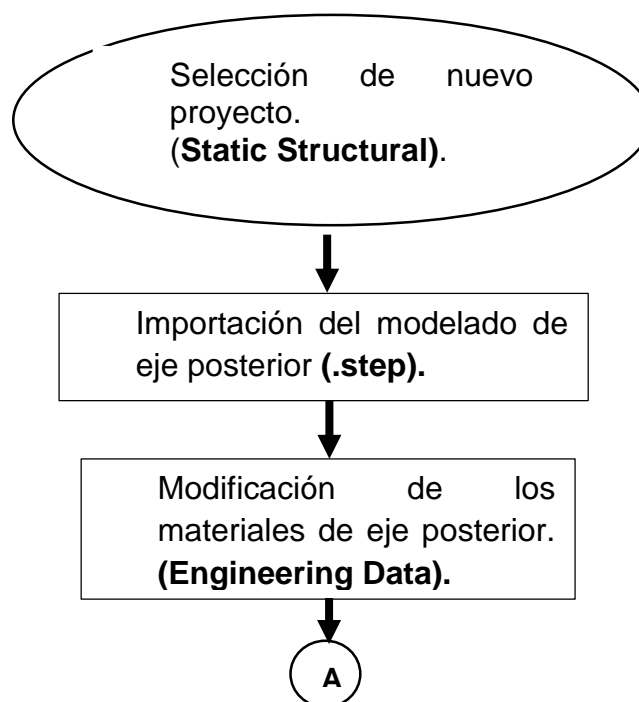 Selección de nuevo
proyecto.
(Static Structural).
Importación del modelado de
eje posterior (.step).
Modificación de los
materiales de eje posterior.
(Engineering Data).
A